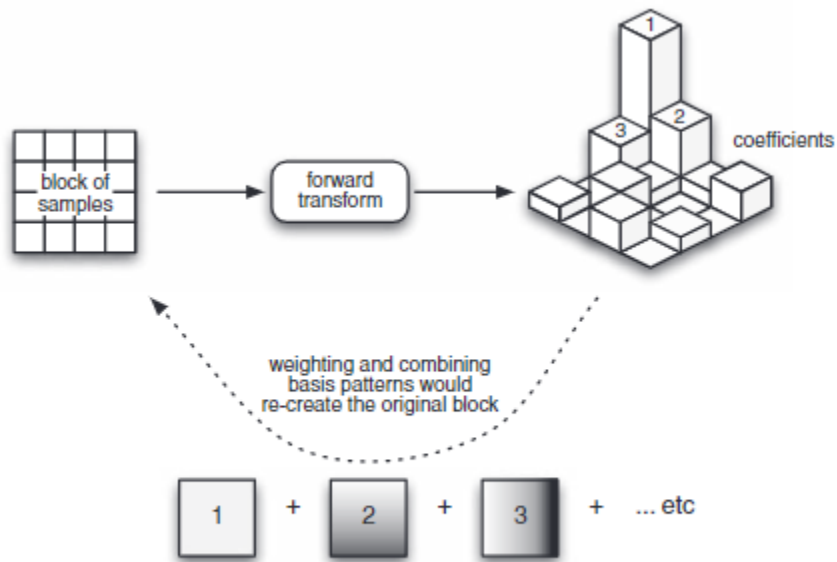 1
2
3
coefficients
block of
samples
forward
transform
weighting and combining
basis patterns would
re-create the original block
1 + 2 + 3 + ... etc